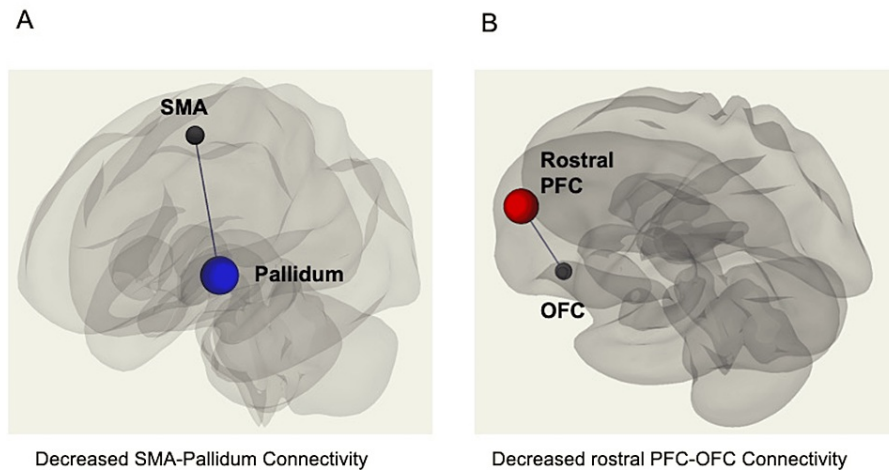 A
B
SMA
Rostral
PFC
Pallidum
OFC
Decreased SMA-Pallidum Connectivity
Decreased rostral PFC-OFC Connectivity